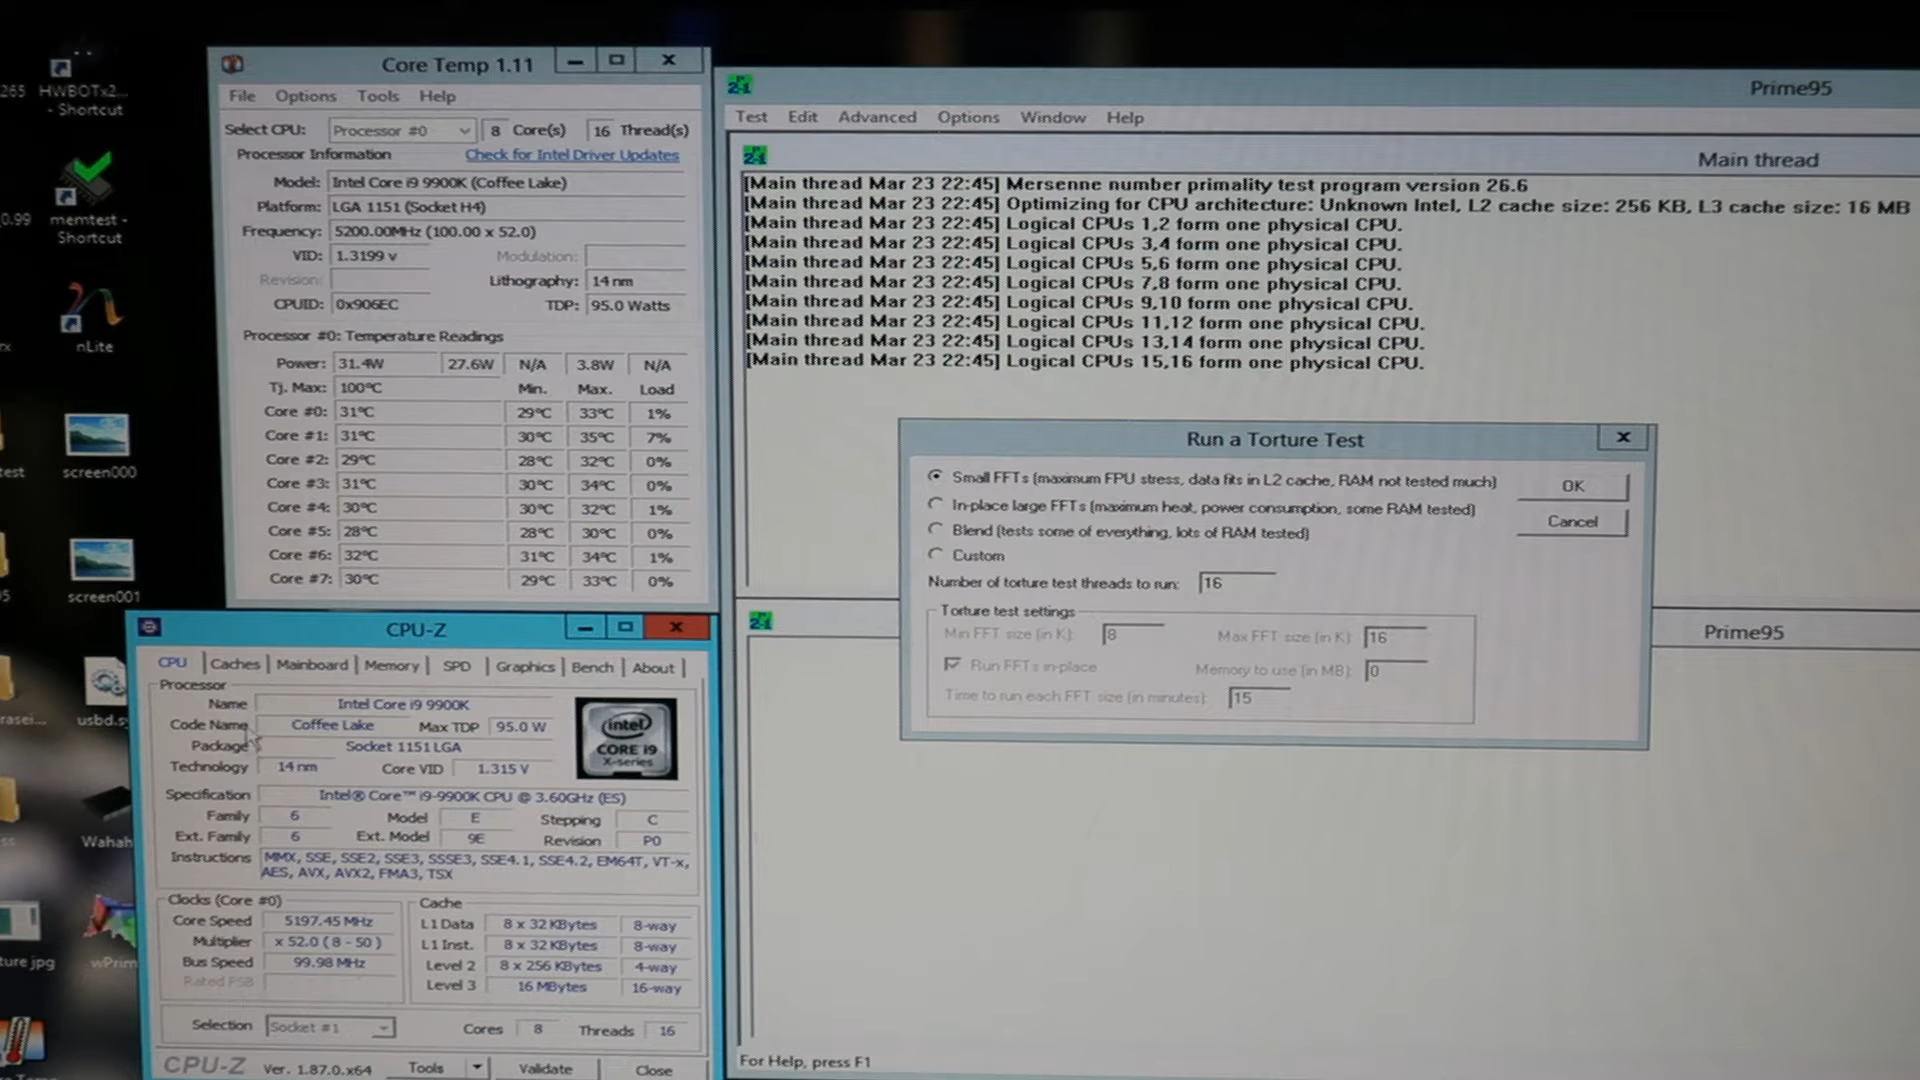 265
HWBOTx2...
- Shortcut
0.99
memtest -
Shortcut
nLite
rx
test
screen000
95
screen001
rasei...
usbd.sy
ss
Wahah
ture jpg
wPrim
Core Temp 1.11
File Options Tools Help
Select CPU: Processor #0 8 Core(s) 16 Thread(s)
Processor Information Check for Intel Driver Updates
Model: Intel Core i9 9900K (Coffee Lake)
Platform: LGA 1151 (Socket H4)
Frequency: 5200.00MHz (100.00 x 52.0)
VID: 1.3199 v Modulation:
Revision: Lithography: 14 nm
CPUID: 0x906EC TDP: 95.0 Watts
Processor #0: Temperature Readings
Power: 31.4W 27.6W N/A 3.8W N/A
Tj. Max: 100°C Min. Max. Load
Core #0: 31°C 29°C 33°C 1%
Core #1: 31°C 30°C 35°C 7%
Core #2: 29°C 28°C 32°C 0%
Core #3: 31°C 30°C 34°C 0%
Core #4: 30°C 30°C 32°C 1%
Core #5: 28°C 28°C 30°C 0%
Core #6: 32°C 31°C 34°C 1%
Core #7: 30°C 29°C 33°C 0%
CPU-Z
CPU Caches Mainboard Memory SPD Graphics Bench About
Processor
Name Intel Core i9 9900K
Code Name Coffee Lake Max TDP 95.0 W
Package Socket 1151 LGA
Technology 14 nm Core VID 1.315 V
intel
CORE i9
X-series
Specification Intel® Core™ i9-9900K CPU @ 3.60GHz (ES)
Family 6 Model E Stepping C
Ext. Family 6 Ext. Model 9E Revision P0
Instructions MMX, SSE, SSE2, SSE3, SSSE3, SSE4.1, SSE4.2, EM64T, VT-x,
AES, AVX, AVX2, FMA3, TSX
Clocks (Core #0)
Core Speed 5197.45 MHz
Multiplier x 52.0 ( 8 - 50 )
Bus Speed 99.98 MHz
Rated FSB
Cache
L1 Data 8 x 32 KBytes 8-way
L1 Inst. 8 x 32 KBytes 8-way
Level 2 8 x 256 KBytes 4-way
Level 3 16 MBytes 16-way
Selection Socket #1 Cores 8 Threads 16
CPU-Z Ver. 1.87.0.x64 Tools Validate Close
Prime95
Test Edit Advanced Options Window Help
Main thread
[Main thread Mar 23 22:45] Mersenne number primality test program version 26.6
[Main thread Mar 23 22:45] Optimizing for CPU architecture: Unknown Intel, L2 cache size: 256 KB, L3 cache size: 16 MB
[Main thread Mar 23 22:45] Logical CPUs 1,2 form one physical CPU.
[Main thread Mar 23 22:45] Logical CPUs 3,4 form one physical CPU.
[Main thread Mar 23 22:45] Logical CPUs 5,6 form one physical CPU.
[Main thread Mar 23 22:45] Logical CPUs 7,8 form one physical CPU.
[Main thread Mar 23 22:45] Logical CPUs 9,10 form one physical CPU.
[Main thread Mar 23 22:45] Logical CPUs 11,12 form one physical CPU.
[Main thread Mar 23 22:45] Logical CPUs 13,14 form one physical CPU.
[Main thread Mar 23 22:45] Logical CPUs 15,16 form one physical CPU.
Run a Torture Test
Small FFTs (maximum FPU stress, data fits in L2 cache, RAM not tested much)
In-place large FFTs (maximum heat, power consumption, some RAM tested)
Blend (tests some of everything, lots of RAM tested)
Custom
OK
Cancel
Number of torture test threads to run: 16
Torture test settings
Min FFT size (in K): 8 Max FFT size (in K): 16
Run FFTs in-place Memory to use (in MB): 0
Time to run each FFT size (in minutes): 15
Prime95
For Help, press F1